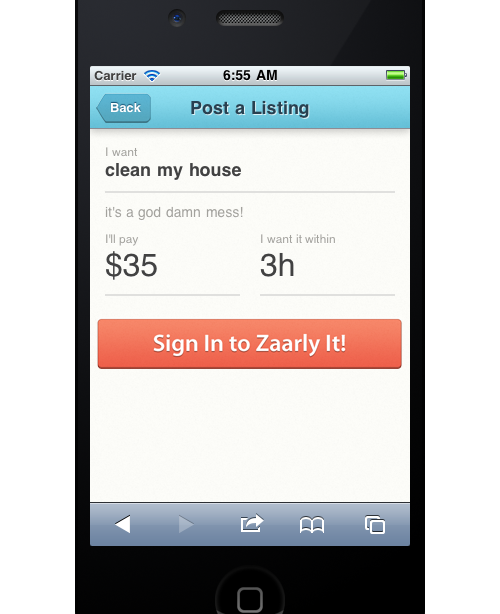 Carrier 6:55 AM
Back Post a Listing
I want
clean my house
it's a god damn mess!
I'll pay I want it within
$35 3h
Sign In to Zaarly It!